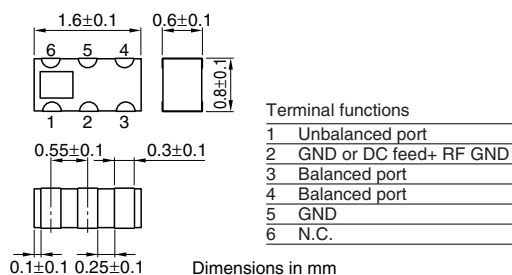 1.6±0.1
0.6±0.1
6 5 4
0.8±0.1
1 2 3
0.55±0.1
0.3±0.1
0.1±0.1
0.25±0.1
Dimensions in mm
Terminal functions
1 Unbalanced port
2 GND or DC feed+ RF GND
3 Balanced port
4 Balanced port
5 GND
6 N.C.